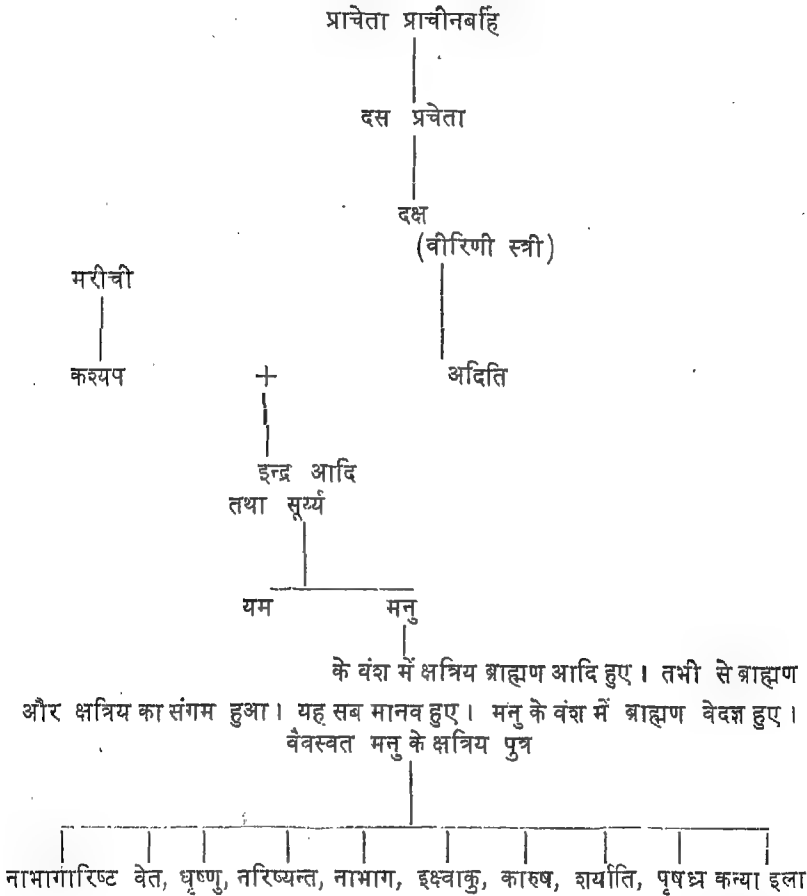 प्राचेता प्राचीनबर्हि
दस प्रचेता
दक्ष
(वीरिणी स्त्री)
मरीची
कश्यप + अदिति
इन्द्र आदि
तथा सूर्य्य
यम मनु
के वंश में क्षत्रिय ब्राह्मण आदि हुए । तभी से ब्राह्मण
और क्षत्रिय का संगम हुआ । यह सब मानव हुए । मनु के वंश में ब्राह्मण वेदज्ञ हुए ।
वैवस्वत मनु के क्षत्रिय पुत्र
नाभागारिष्ट वेत, धृष्णु, नरिष्यन्त, नाभाग, इक्ष्वाकु, कारुष, शर्याति, पृषध्र कन्या इला